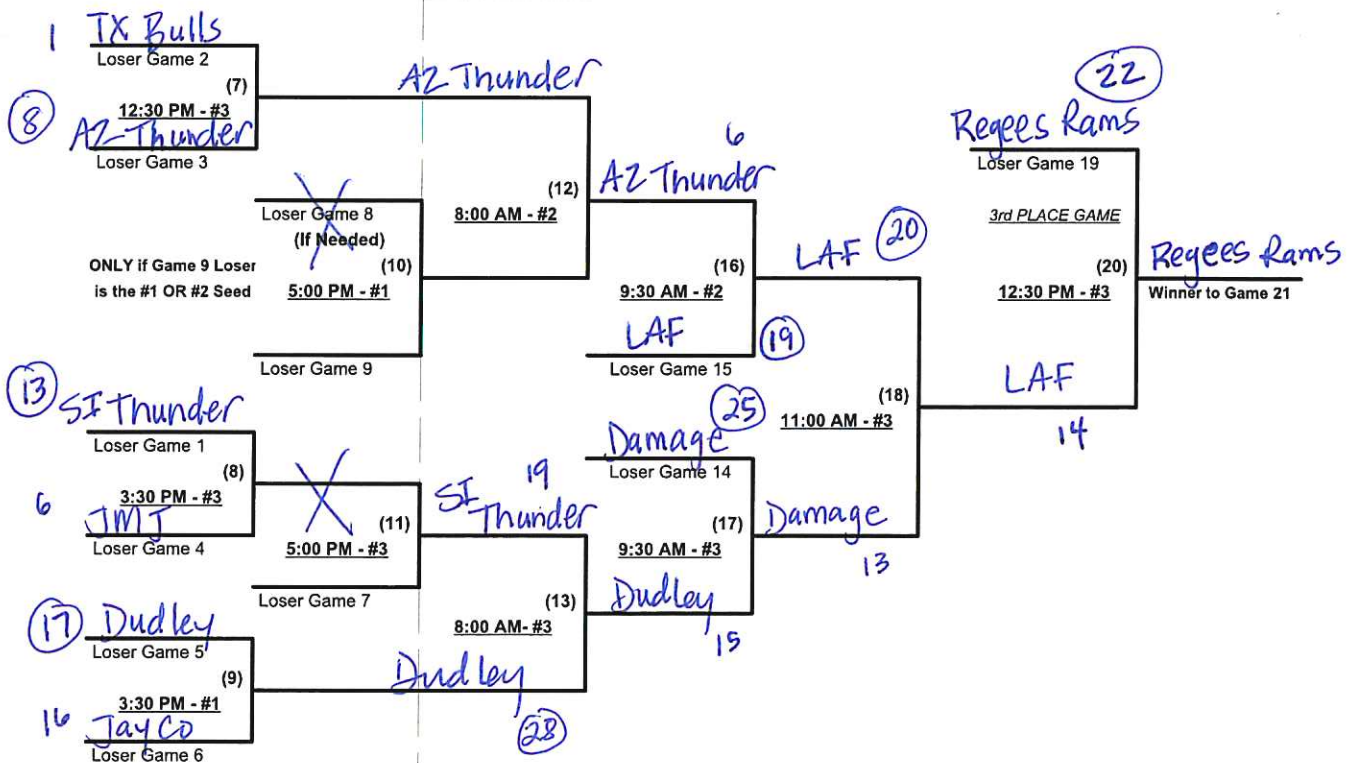 1 TX Bulls
Loser Game 2
(7)
12:30 PM - #3
8
AZ Thunder
Loser Game 3
AZ Thunder
Loser Game 8
(If Needed)
ONLY if Game 9 Loser
is the #1 OR #2 Seed
(10)
5:00 PM - #1
Loser Game 9
(12)
8:00 AM - #2
6
AZ Thunder
(16)
9:30 AM - #2
LAF 19
Loser Game 15
13 SI Thunder
Loser Game 1
(8)
3:30 PM - #3
6 JMJ
Loser Game 4
(11)
5:00 PM - #3
Loser Game 7
SI Thunder 19
17 Dudley
Loser Game 5
(9)
3:30 PM - #1
16 JayCo
Loser Game 6
Dudley
28
(13)
8:00 AM- #3
Damage 25
Loser Game 14
(17)
9:30 AM - #3
Dudley
15
LAF 20
(18)
11:00 AM - #3
Damage
13
22
Regees Rams
Loser Game 19
3rd PLACE GAME
(20)
12:30 PM - #3
LAF
14
Regees Rams
Winner to Game 21